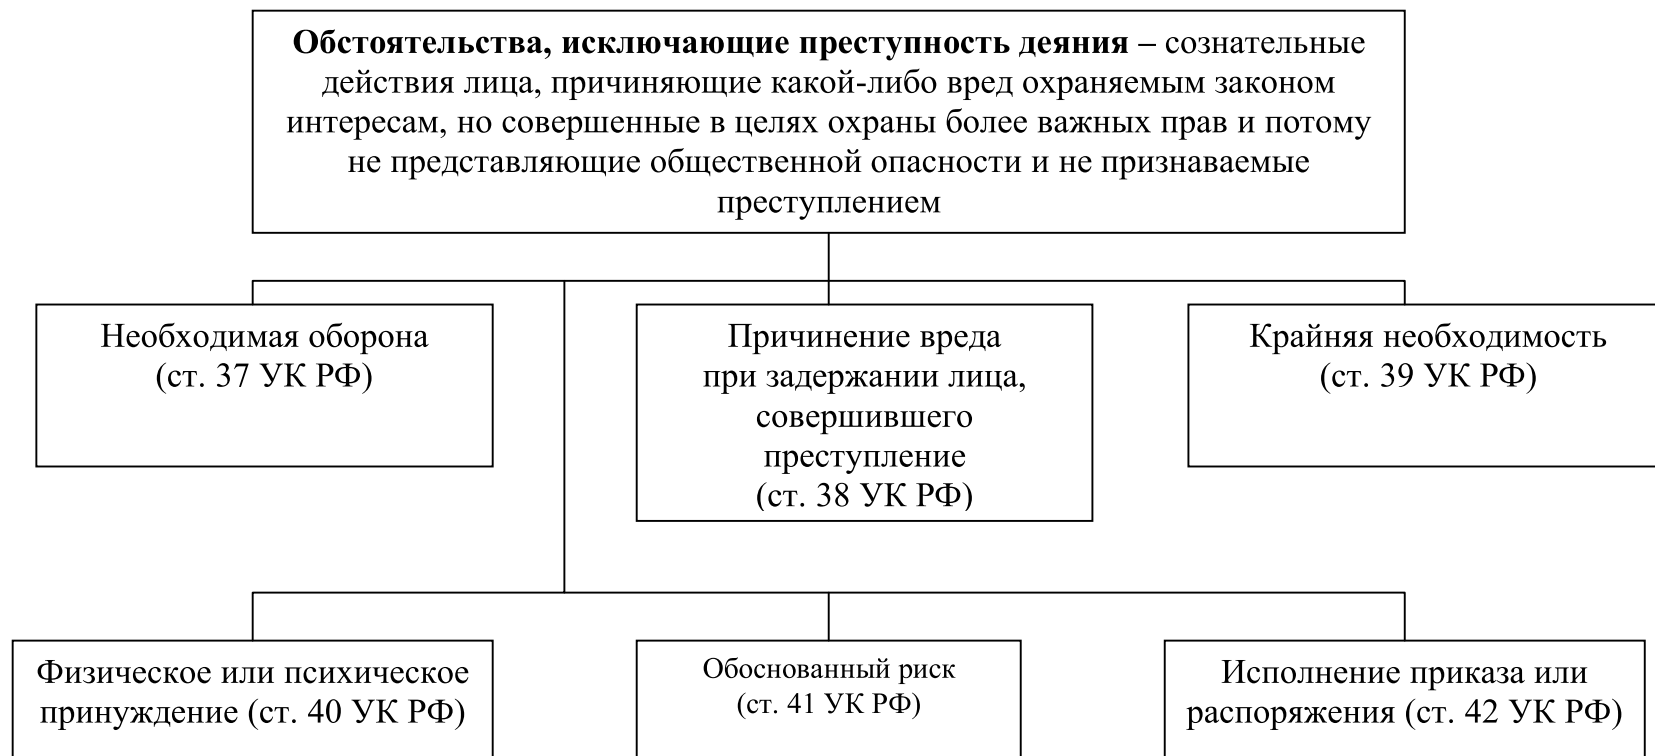 Обстоятельства, исключающие преступность деяния – сознательные
действия лица, причиняющие какой-либо вред охраняемым законом
интересам, но совершенные в целях охраны более важных прав и потому
не представляющие общественной опасности и не признаваемые
преступлением
Необходимая оборона
(ст. 37 УК РФ)
Причинение вреда
при задержании лица,
совершившего
преступление
(ст. 38 УК РФ)
Крайняя необходимость
(ст. 39 УК РФ)
Физическое или психическое
принуждение (ст. 40 УК РФ)
Обоснованный риск
(ст. 41 УК РФ)
Исполнение приказа или
распоряжения (ст. 42 УК РФ)